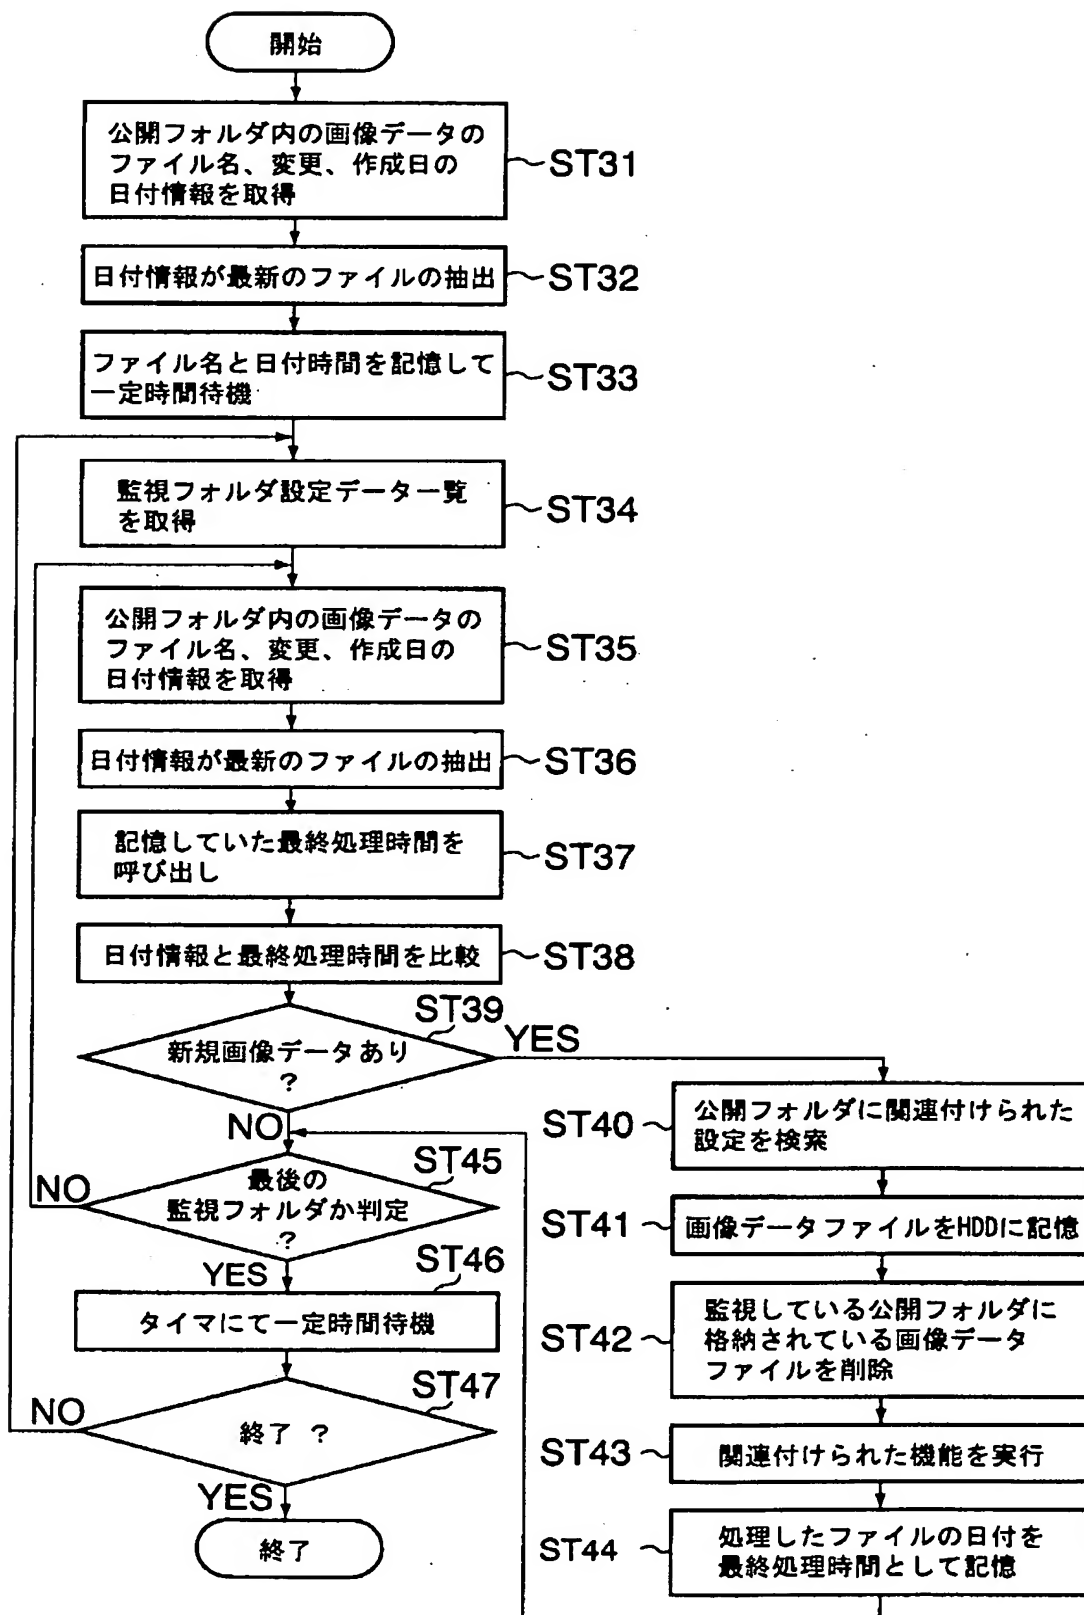 開始
公開フォルダ内の画像データの
ファイル名、変更、作成日の
日付情報を取得
ST31
日付情報が最新のファイルの抽出
ST32
ファイル名と日付時間を記憶して
一定時間待機
ST33
監視フォルダ設定データ一覧
を取得
ST34
公開フォルダ内の画像データの
ファイル名、変更、作成日の
日付情報を取得
ST35
日付情報が最新のファイルの抽出
ST36
記憶していた最終処理時間を
呼び出し
ST37
日付情報と最終処理時間を比較
ST38
ST39
新規画像データあり
?
YES
NO
ST40
公開フォルダに関連付けられた
設定を検索
ST41
画像データファイルをHDDに記憶
ST42
監視している公開フォルダに
格納されている画像データ
ファイルを削除
ST43
関連付けられた機能を実行
ST44
処理したファイルの日付を
最終処理時間として記憶
ST45
最後の
監視フォルダか判定
?
NO
YES
ST46
タイマにて一定時間待機
ST47
終了 ?
NO
YES
終了